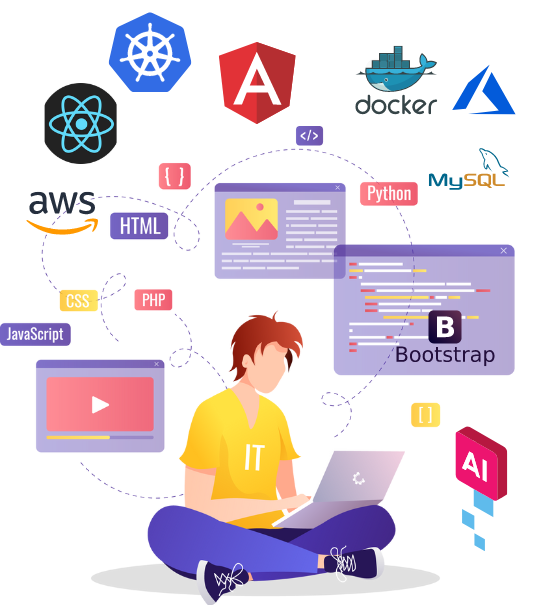 A
docker
</>
{ }
MySQL
Python
aws
HTML
CSS
PHP
B
Bootstrap
JavaScript
[ ]
IT
AI